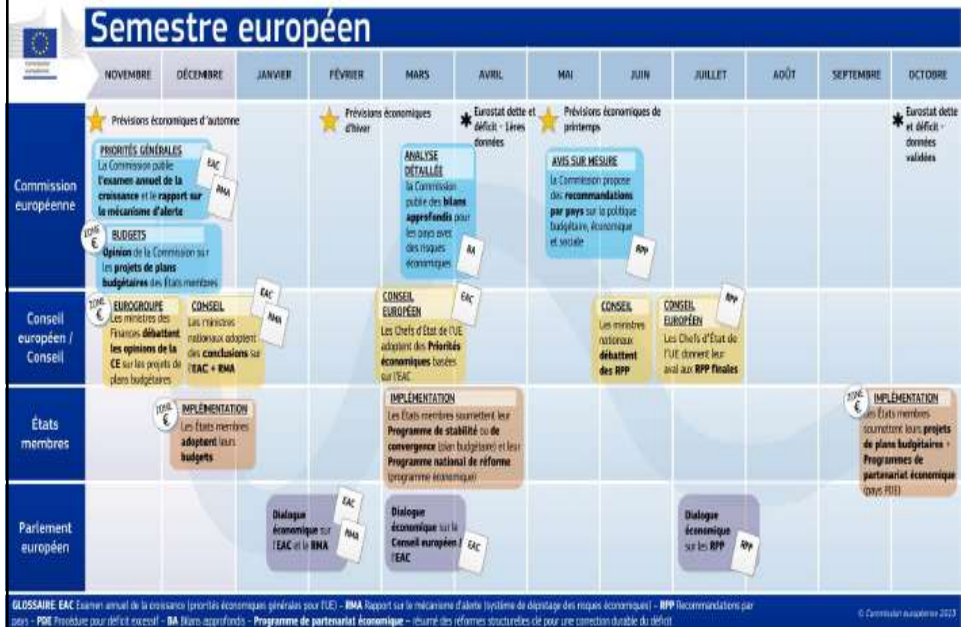 Semestre européen
Commission
européenne
NOVEMBRE
DÉCEMBRE
JANVIER
FÉVRIER
MARS
AVRIL
MAI
JUIN
JUILLET
AOÛT
SEPTEMBRE
OCTOBRE
Commission
européenne
Prévisions économiques d'automne
PRIORITÉS GÉNÉRALES
La Commission publie
l'examen annuel de la
croissance et le rapport sur
le mécanisme d'alerte
EAC
RMA
ZONE
€
BUDGETS
Opinion de la Commission sur
les projets de plans
budgétaires des États membres
Prévisions économiques
d'hiver
ANALYSE
DÉTAILLÉE
la Commission
publie des bilans
approfondis pour
les pays avec
des risques
économiques
BA
Eurostat dette et
déficit - 1ères
données
Prévisions économiques de
printemps
AVIS SUR MESURE
la Commission propose
des recommandations
par pays sur la politique
budgétaire, économique
et sociale
RPP
Eurostat dette
et déficit -
données
validées
Conseil
européen /
Conseil
ZONE
€
EUROGROUPE
Les ministres des
Finances débattent
les opinions de la
CE sur les projets de
plans budgétaires
CONSEIL
Les ministres
nationaux adoptent
des conclusions sur
l'EAC + RMA
EAC
RMA
CONSEIL
EUROPÉEN
Les Chefs d'État de l'UE
adoptent des Priorités
économiques basées
sur l'EAC
EAC
CONSEIL
Les ministres
nationaux
débattent
des RPP
CONSEIL
EUROPÉEN
Les Chefs d'État de
l'UE donnent leur
aval aux RPP finales
RPP
États
membres
ZONE
€
IMPLÉMENTATION
Les États membres
adoptent leurs
budgets
IMPLÉMENTATION
Les États membres soumettent leur
Programme de stabilité ou de
convergence (plan budgétaire) et leur
Programme national de réforme
(programme économique)
ZONE
€
IMPLÉMENTATION
Les États membres
soumettent leurs projets
de plans budgétaires +
Programmes de
partenariat économique
(pays PDE)
Parlement
européen
Dialogue
économique sur
l'EAC et le RMA
EAC
RMA
Dialogue
économique sur le
Conseil européen /
l'EAC
EAC
Dialogue
économique
sur les RPP
RPP
GLOSSAIRE EAC Examen annuel de la croissance (priorités économiques générales pour l'UE) – RMA Rapport sur le mécanisme d'alerte (système de dépistage des risques économiques) – RPP Recommandations par
pays – PDE Procédure pour déficit excessif – BA Bilans approfondis – Programme de partenariat économique – résumé des réformes structurelles clé pour une correction durable du déficit
© Commission européenne 2013